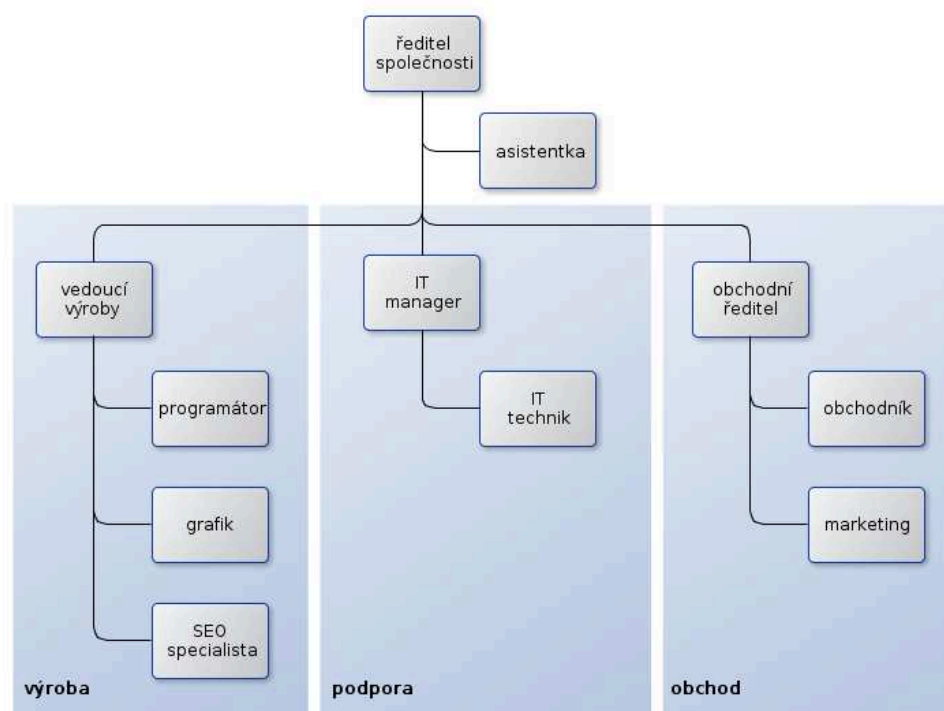 ředitel
společnosti
asistentka
vedoucí
výroby
IT
manager
obchodní
ředitel
programátor
IT
technik
obchodník
grafik
marketing
SEO
specialista
výroba
podpora
obchod